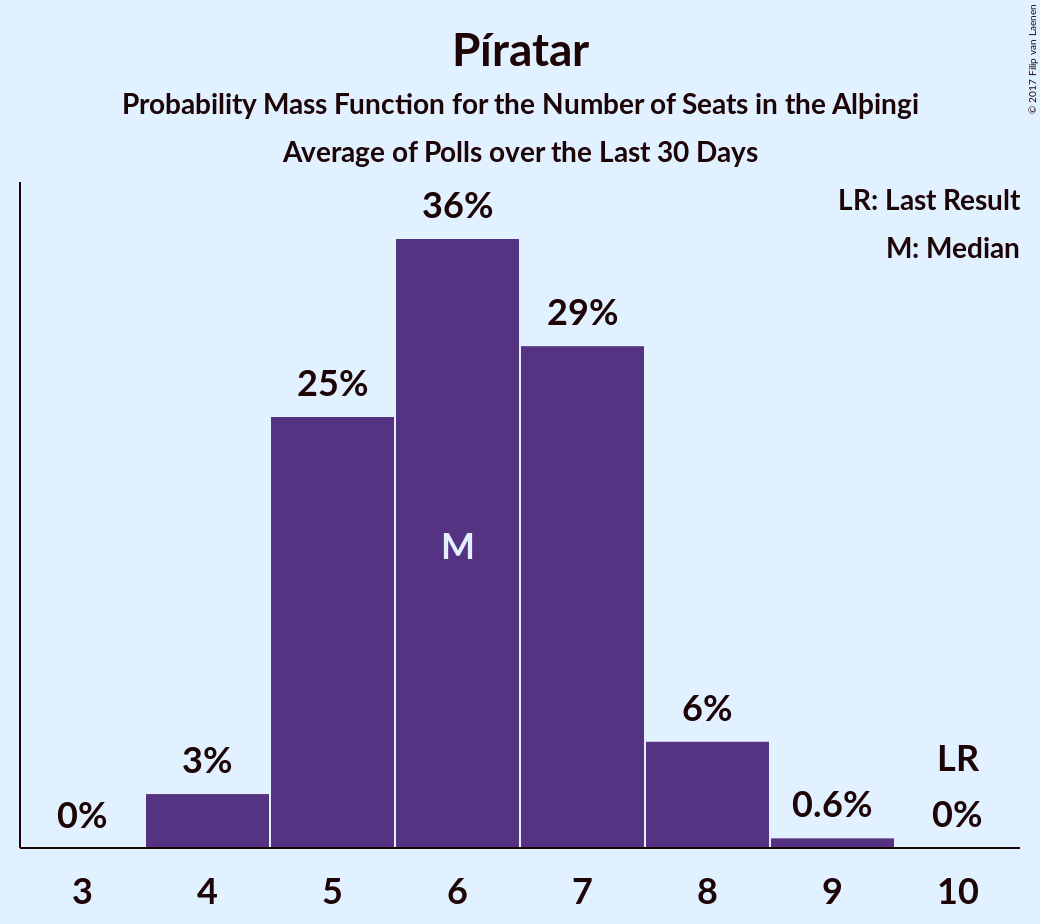 Píratar
Probability Mass Function for the Number of Seats in the Alþingi
Average of Polls over the Last 30 Days
© 2017 Filip van Laenen
LR: Last Result
M: Median
36%
29%
25%
M
6%
3%
LR
0.6%
0%
0%
3 4 5 6 7 8 9 10